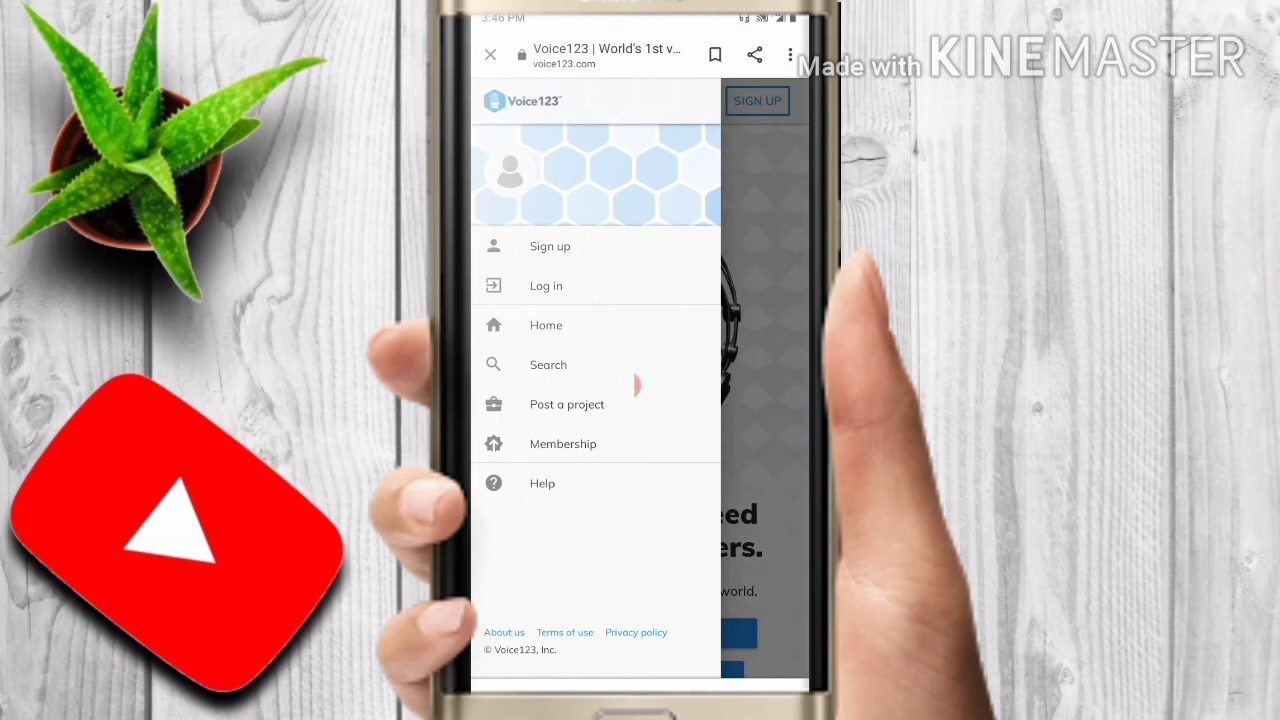 3:46 PM
Made with KINEMASTER
Voice123 | World's 1st v...
voice123.com
Voice123™
SIGN UP
Sign up
Log in
Home
Search
Post a project
Membership
Help
eed
ers.
world.
About us Terms of use Privacy policy
© Voice123, Inc.